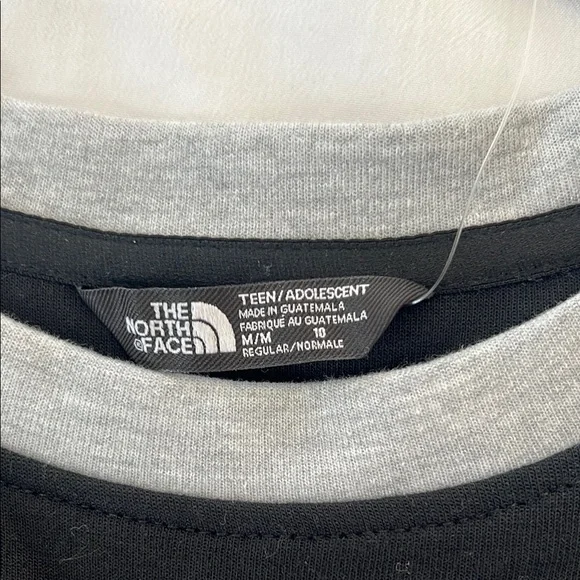 THE
NORTH
FACE
TEEN/ADOLESCENT
MADE IN GUATEMALA
FABRIQUÉ AU GUATEMALA
M/M 10
REGULAR/NORMALE